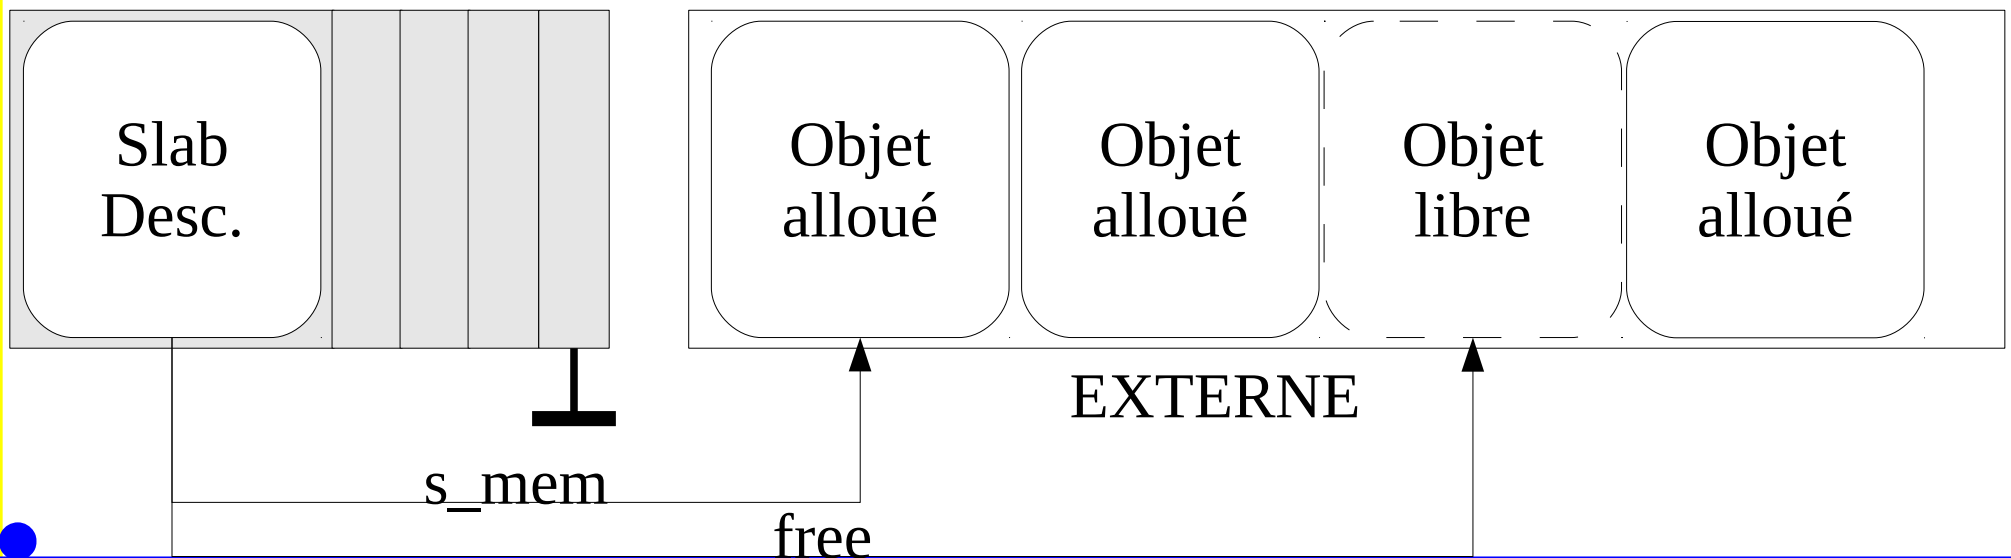 Slab
Desc.
Objet
alloué
Objet
alloué
Objet
libre
Objet
alloué
EXTERNE
s_mem
free